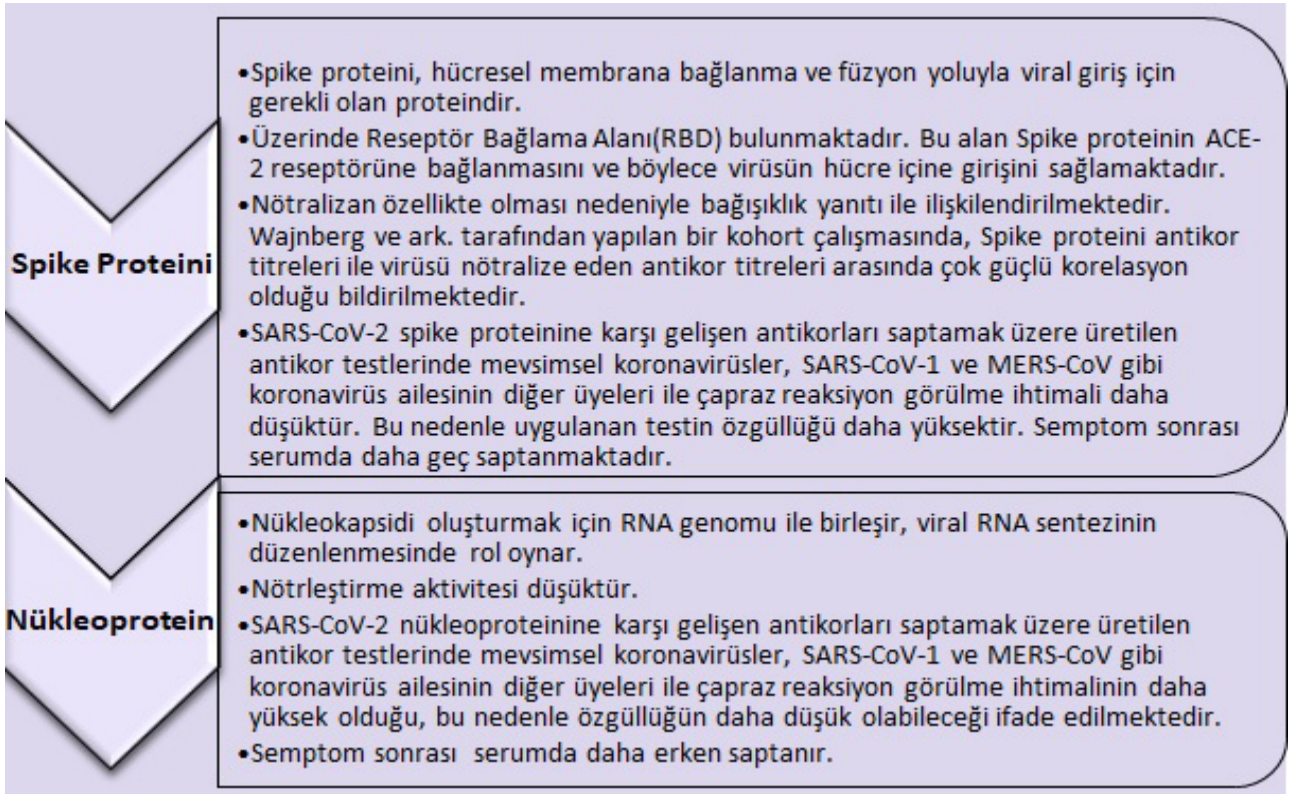 •Spike proteini, hücresel membrana bağlanma ve füzyon yoluyla viral giriş için
gerekli olan proteindir.
•Üzerinde Reseptör Bağlama Alanı(RBD) bulunmaktadır. Bu alan Spike proteinin ACE-
2 reseptörüne bağlanmasını ve böylece virüsün hücre içine girişini sağlamaktadır.
•Nötralizan özellikte olması nedeniyle bağışıklık yanıtı ile ilişkilendirilmektedir.
Wajnberg ve ark. tarafından yapılan bir kohort çalışmasında, Spike proteini antikor
titreleri ile virüsü nötralize eden antikor titreleri arasında çok güçlü korelasyon
olduğu bildirilmektedir.
•SARS-CoV-2 spike proteinine karşı gelişen antikorları saptamak üzere üretilen
antikor testlerinde mevsimsel koronavirüsler, SARS-CoV-1 ve MERS-CoV gibi
koronavirüs ailesinin diğer üyeleri ile çapraz reaksiyon görülme ihtimali daha
düşüktür. Bu nedenle uygulanan testin özgüllüğü daha yüksektir. Semptom sonrası
serumda daha geç saptanmaktadır.
Spike Proteini
•Nükleokapsidi oluşturmak için RNA genomu ile birleşir, viral RNA sentezinin
düzenlenmesinde rol oynar.
•Nötrleştirme aktivitesi düşüktür.
•SARS-CoV-2 nükleoproteinine karşı gelişen antikorları saptamak üzere üretilen
antikor testlerinde mevsimsel koronavirüsler, SARS-CoV-1 ve MERS-CoV gibi
koronavirüs ailesinin diğer üyeleri ile çapraz reaksiyon görülme ihtimalinin daha
yüksek olduğu, bu nedenle özgüllüğün daha düşük olabileceği ifade edilmektedir.
•Semptom sonrası serumda daha erken saptanır.
Nükleoprotein